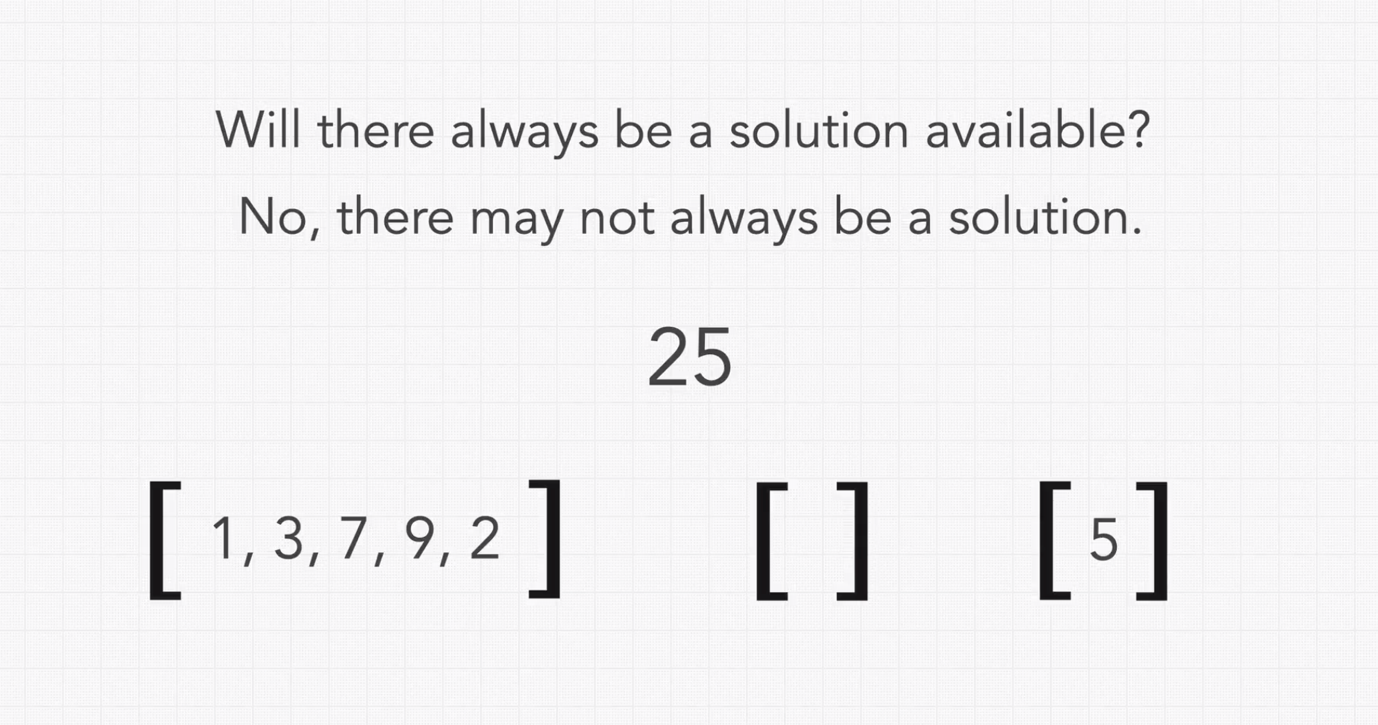 Will there always be a solution available?
No, there may not always be a solution.
25
[ 1, 3, 7, 9, 2 ] [ ] [ 5 ]